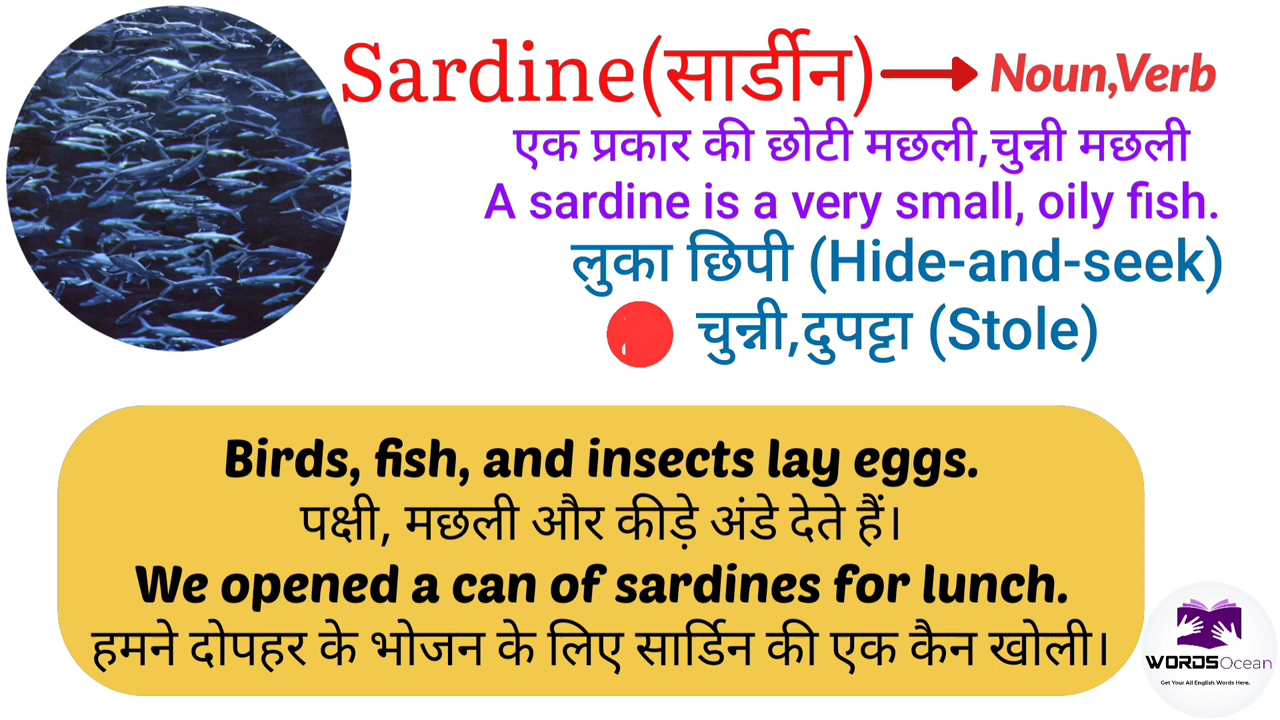 Sardine(सार्डीन) Noun,Verb
एक प्रकार की छोटी मछली,चुन्नी मछली
A sardine is a very small, oily fish.
लुका छिपी (Hide-and-seek)
चुन्नी,दुपट्टा (Stole)
Birds, fish, and insects lay eggs.
पक्षी, मछली और कीड़े अंडे देते हैं।
We opened a can of sardines for lunch.
हमने दोपहर के भोजन के लिए सार्डिन की एक कैन खोली।
WORDSOcean
Get Your All English Words Here.